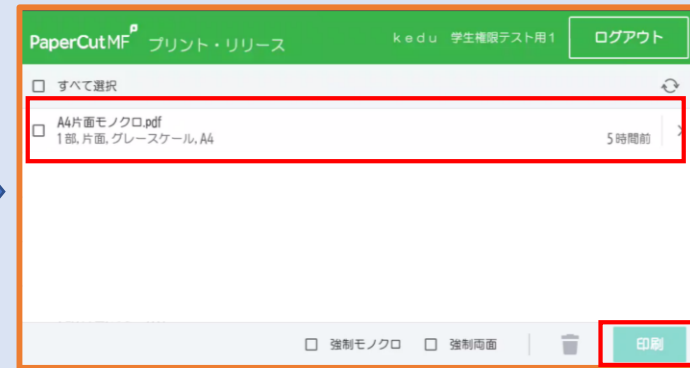 PaperCutMF プリント・リリース kedu 学生権限テスト用1 ログアウト
すべて選択
A4片面モノクロ.pdf
1部, 片面, グレースケール, A4 5時間前
強制モノクロ 強制両面 印刷